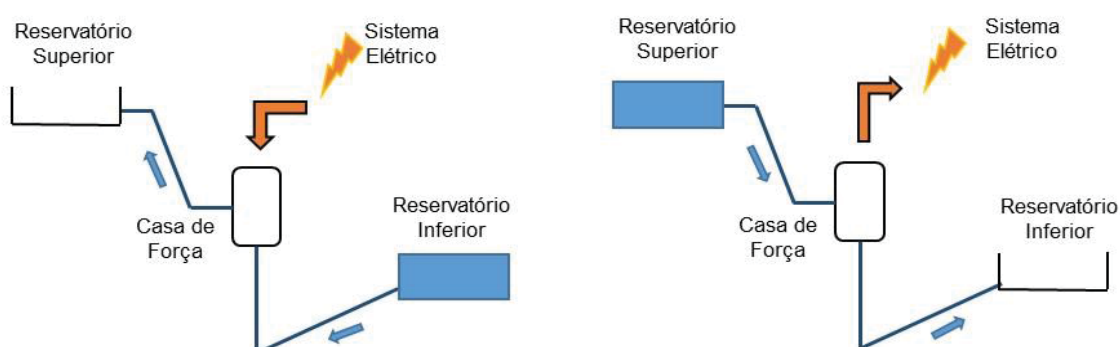 Reservatório
Superior
Sistema
Elétrico
Casa de
Força
Reservatório
Inferior
Reservatório
Superior
Sistema
Elétrico
Casa de
Força
Reservatório
Inferior